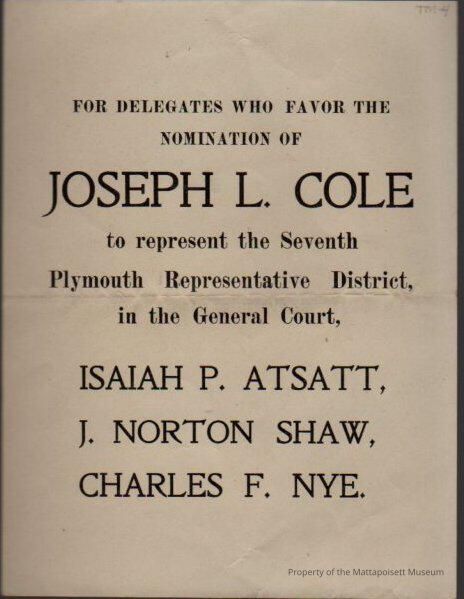 FOR DELEGATES WHO FAVOR THE
NOMINATION OF
JOSEPH L. COLE
to represent the Seventh
Plymouth Representative District,
in the General Court,
ISAIAH P. ATSATT,
J. NORTON SHAW,
CHARLES F. NYE.
Property of the Mattapoisett Museum